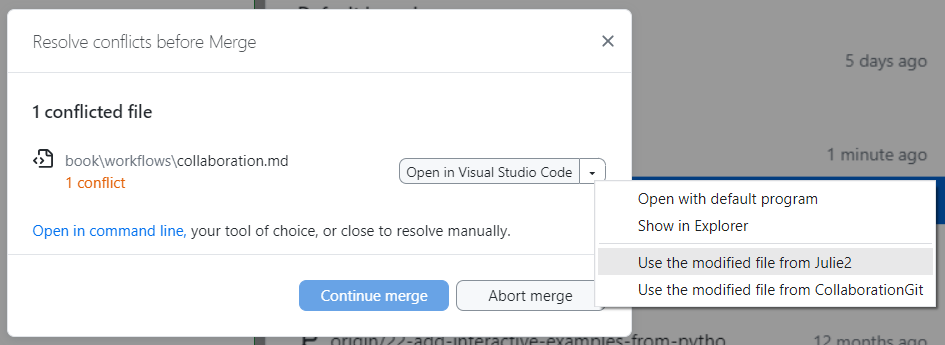 Resolve conflicts before Merge
5 days ago
1 conflicted file
book\workflows\collaboration.md
1 conflict
Open in Visual Studio Code
1 minute ago
Open with default program
Show in Explorer
Use the modified file from Julie2
Use the modified file from CollaborationGit
Open in command line, your tool of choice, or close to resolve manually.
Continue merge
Abort merge
origin/22-add-interactive-examples-from-pytho
12 months ago